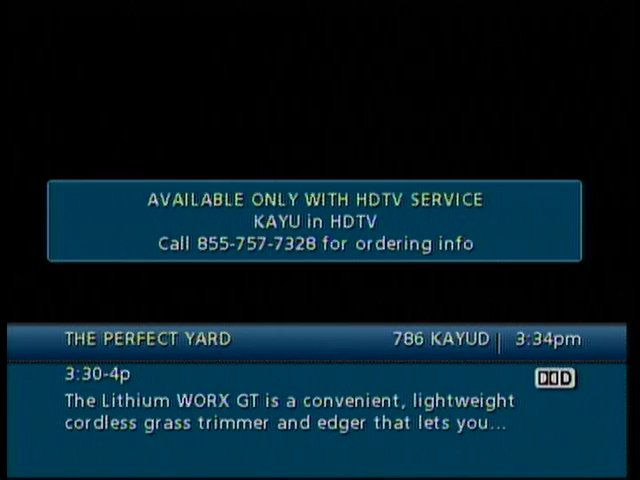 AVAILABLE ONLY WITH HDTV SERVICE
KAYU in HDTV
Call 855-757-7328 for ordering info
THE PERFECT YARD 786 KAYUD 3:34pm
3:30-4p
The Lithium WORX GT is a convenient, lightweight
cordless grass trimmer and edger that lets you...